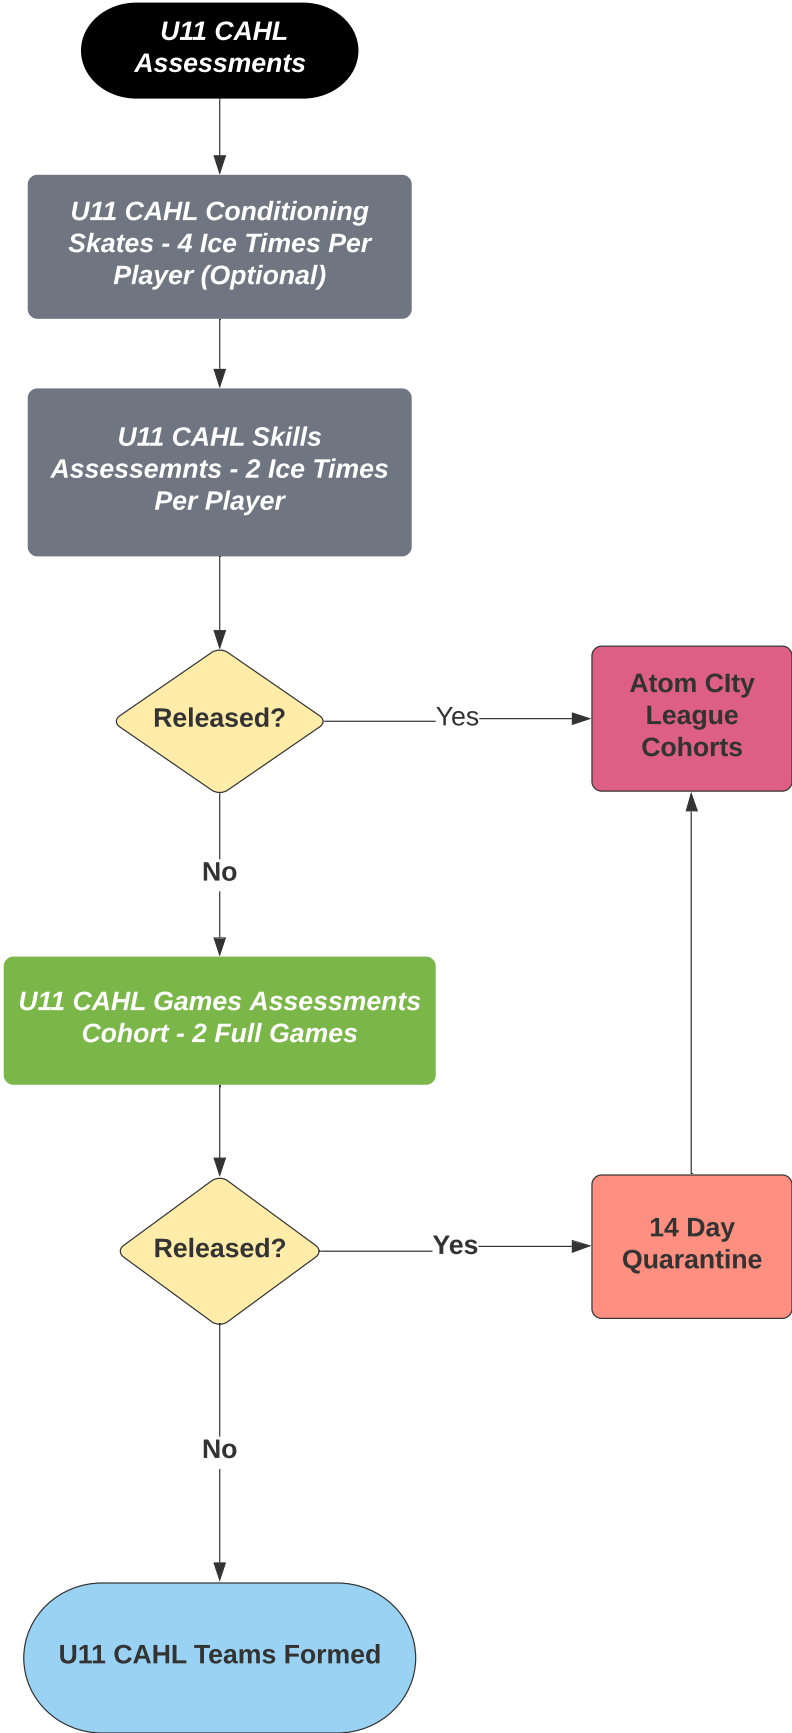 U11 CAHL
Assessments
U11 CAHL Conditioning
Skates - 4 Ice Times Per
Player (Optional)
U11 CAHL Skills
Assessemnts - 2 Ice Times
Per Player
Released?
Yes
Atom CIty
League
Cohorts
No
U11 CAHL Games Assessments
Cohort - 2 Full Games
Released?
Yes
14 Day
Quarantine
No
U11 CAHL Teams Formed